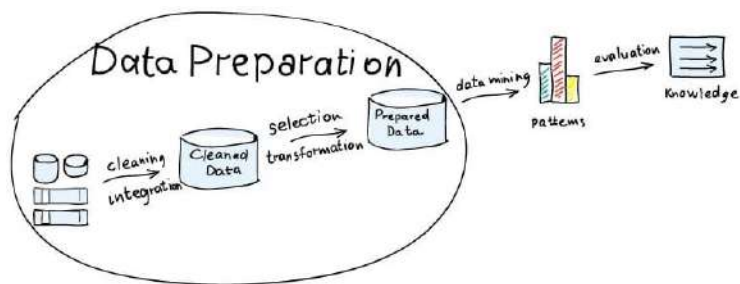 Data Preparation
cleaning
integration
Cleaned
Data
selection
transformation
Prepared
Data
data mining
patterns
evaluation
Knowledge